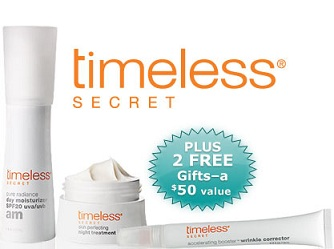 timeless®
SECRET
PLUS
2 FREE
Gifts–a
$50 value
timeless®
SECRET
pure radiance
day moisturizer
SPF20 uva/uvb
am
timeless®
SECRET
skin perfecting
night treatment
timeless®
SECRET
accelerating booster – wrinkle corrector